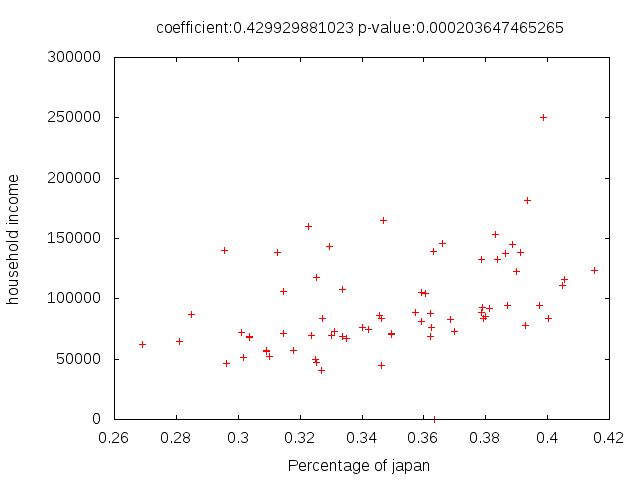 coefficient:0.429929881023 p-value:0.000203647465265
300000
250000
200000
150000
100000
50000
0
household income
0.26 0.28 0.3 0.32 0.34 0.36 0.38 0.4 0.42
Percentage of japan